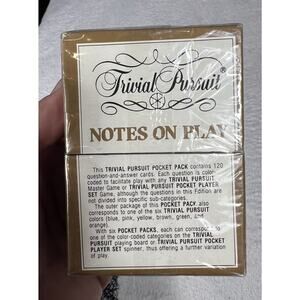 Trivial Pursuit®
NOTES ON PLAY
This TRIVIAL PURSUIT POCKET PACK contains 120
question-and-answer cards. Each question is color-
coded to facilitate play with any TRIVIAL PURSUIT
Master Game or TRIVIAL PURSUIT POCKET PLAYER
SET Game, although the questions in this Edition are
not divided into specific sub-categories.
The outer package of this POCKET PACK also
corresponds to one of the six TRIVIAL PURSUIT
colors (blue, pink, yellow, brown, green, and
orange).
With six POCKET PACKS, each can correspond to
one of the color-coded categories on the TRIVIAL
PURSUIT playing board or TRIVIAL PURSUIT POCKET
PLAYER SET spinner, thus offering a further variation
of play.